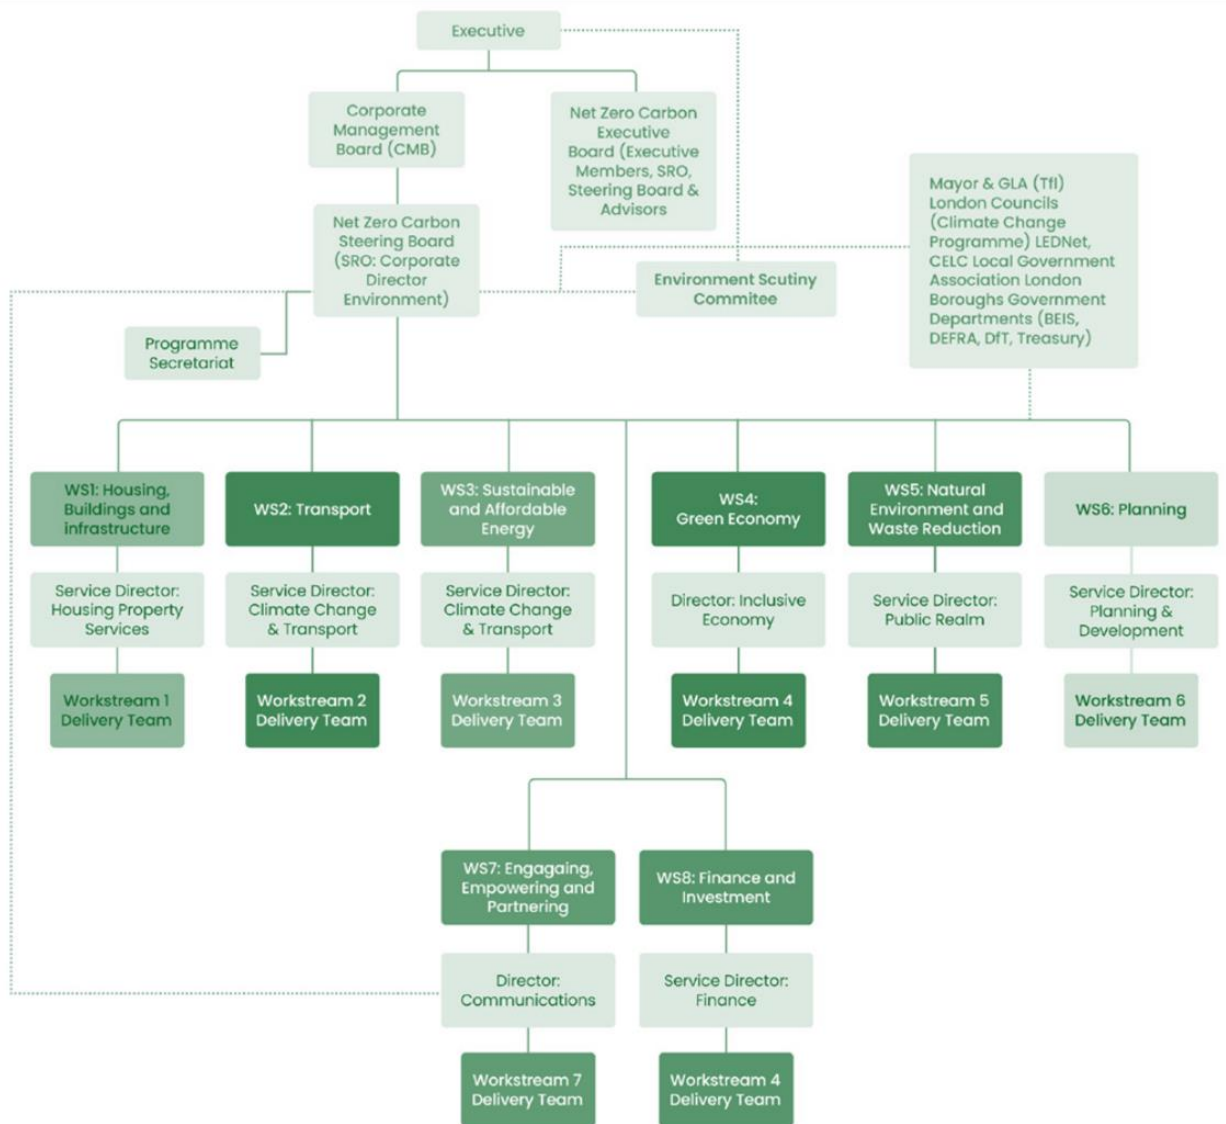 Executive
Corporate
Management
Board (CMB)
Net Zero Carbon
Executive
Board (Executive
Members, SRO,
Steering Board &
Advisors
Mayor & GLA (Tfl)
London Councils
(Climate Change
Programme) LEDNet,
CELC Local Government
Association London
Boroughs Government
Departments (BEIS,
DEFRA, DfT, Treasury)
Net Zero Carbon
Steering Board
(SRO: Corporate
Director
Environment)
Environment Scutiny
Commitee
Programme
Secretariat
WS1: Housing,
Buildings and
infrastructure
WS2: Transport
WS3: Sustainable
and Affordable
Energy
WS4:
Green Economy
WS5: Natural
Environment and
Waste Reduction
WS6: Planning
Service Director:
Housing Property
Services
Service Director:
Climate Change
& Transport
Service Director:
Climate Change
& Transport
Director: Inclusive
Economy
Service Director:
Public Realm
Service Director:
Planning &
Development
Workstream 1
Delivery Team
Workstream 2
Delivery Team
Workstream 3
Delivery Team
Workstream 4
Delivery Team
Workstream 5
Delivery Team
Workstream 6
Delivery Team
WS7: Engagaing,
Empowering and
Partnering
WS8: Finance and
Investment
Director:
Communications
Service Director:
Finance
Workstream 7
Delivery Team
Workstream 4
Delivery Team